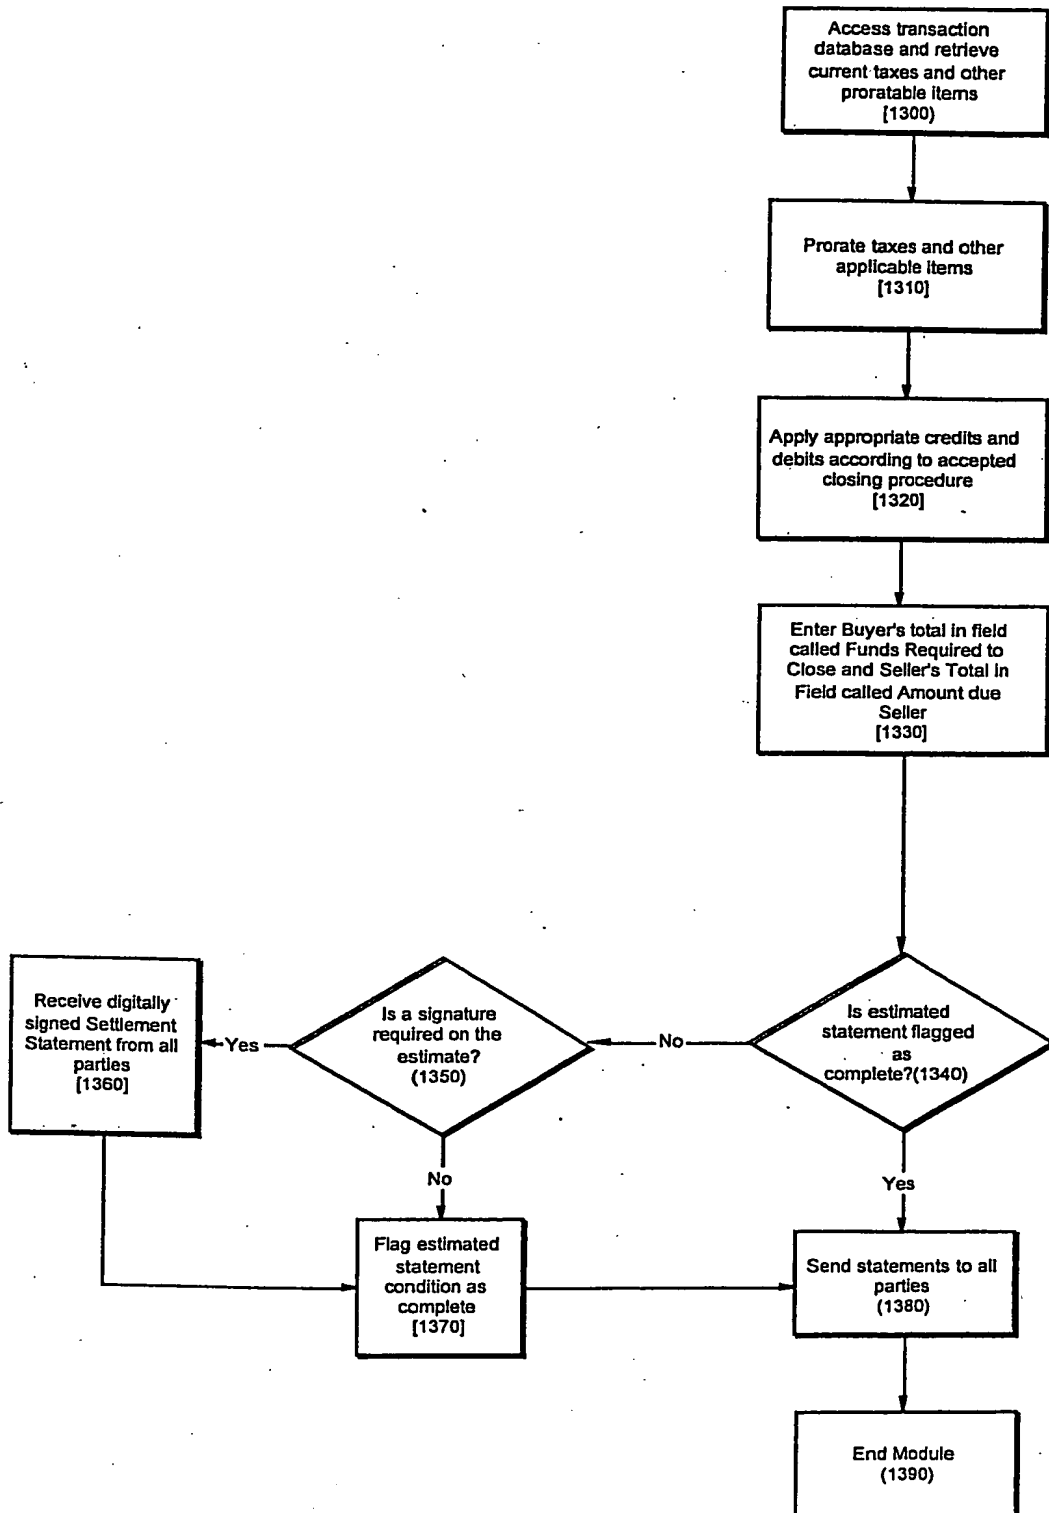 Access transaction
database and retrieve
current taxes and other
proratable items
[1300)
Prorate taxes and other
applicable items
[1310]
Apply appropriate credits and
debits according to accepted
closing procedure
[1320]
Enter Buyer's total in field
called Funds Required to
Close and Seller's Total in
Field called Amount due
Seller
[1330]
Is estimated
statement flagged
as
complete?(1340)
No
Is a signature
required on the
estimate?
(1350)
Yes
Receive digitally
signed Settlement
Statement from all
parties
[1360]
No
Yes
Flag estimated
statement
condition as
complete
[1370]
Send statements to all
parties
(1380)
End Module
(1390)